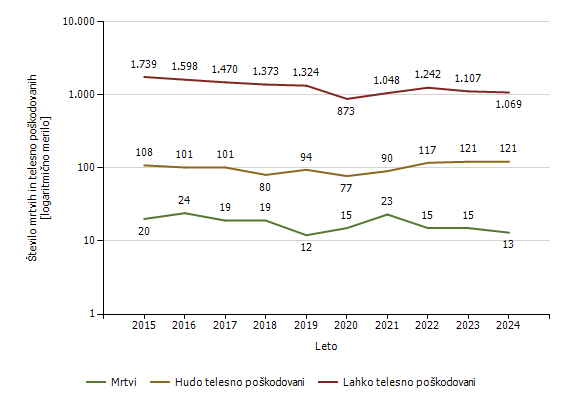 Število mrtvih in telesno poškodovanih
[logaritmično merilo]
10.000
1.739 1.598 1.470 1.373 1.324 873 1.048 1.242 1.107 1.069
1.000
108 101 101 80 94 77 90 117 121 121
100
20 24 19 19 12 15 23 15 15 13
10
1
2015 2016 2017 2018 2019 2020 2021 2022 2023 2024
Leto
Mrtvi Hudo telesno poškodovani Lahko telesno poškodovani